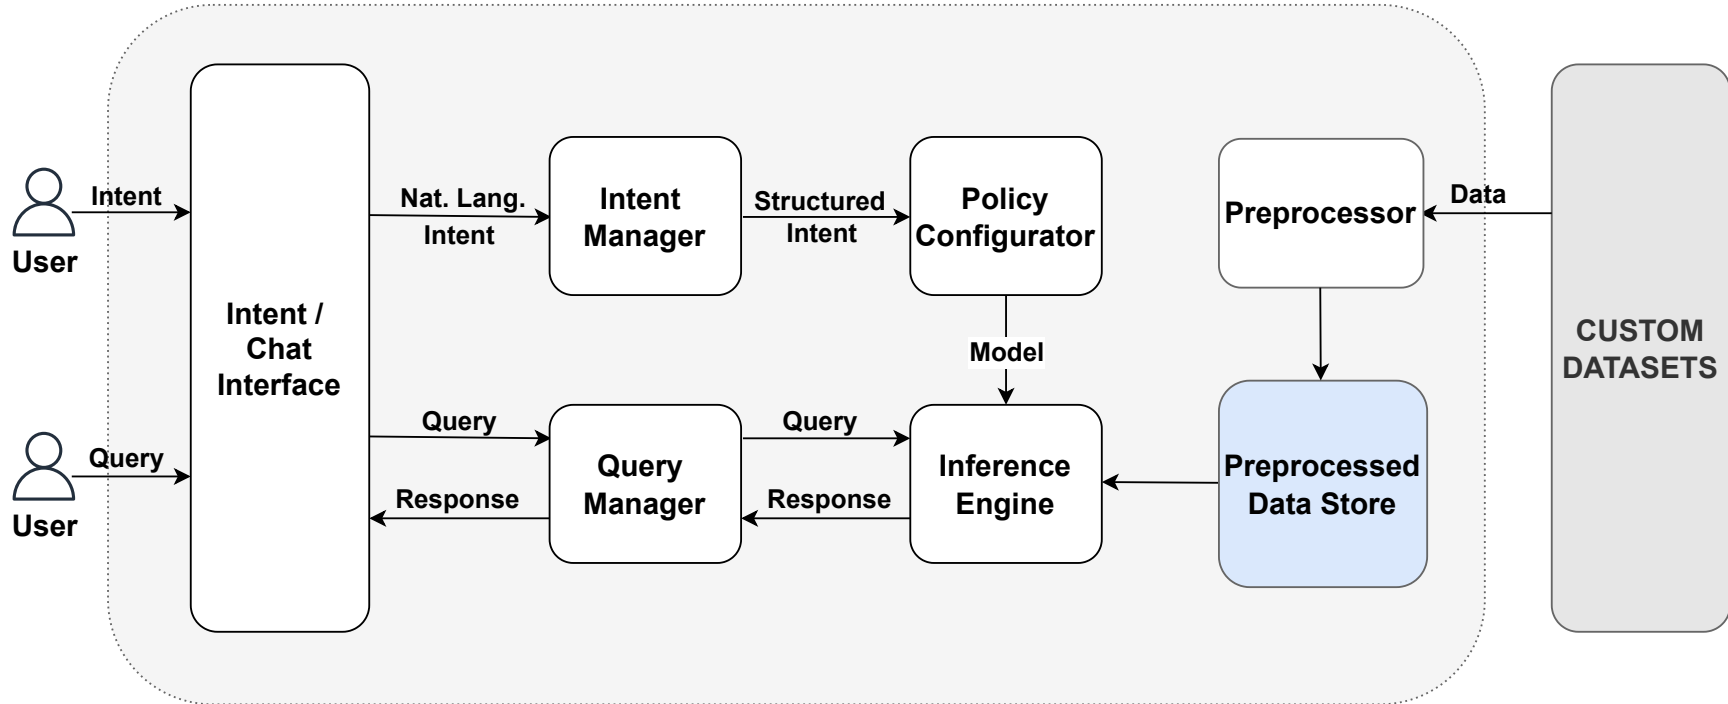 Intent
User
Query
User
Intent /
Chat
Interface
Nat. Lang.
Intent
Intent
Manager
Structured
Intent
Policy
Configurator
Model
Query
Response
Query
Manager
Query
Response
Inference
Engine
Preprocessor
Data
Preprocessed
Data Store
CUSTOM
DATASETS